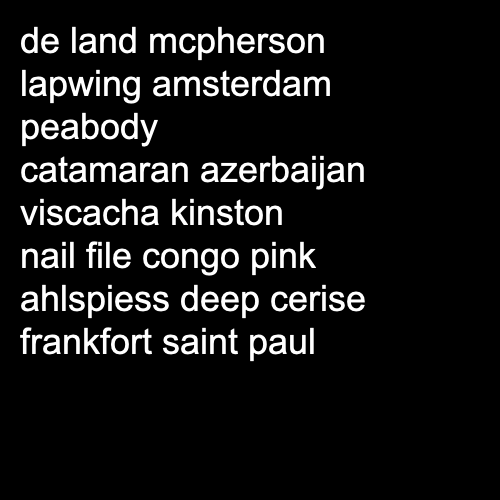 de land mcpherson
lapwing amsterdam
peabody
catamaran azerbaijan
viscacha kinston
nail file congo pink
ahlspiess deep cerise
frankfort saint paul